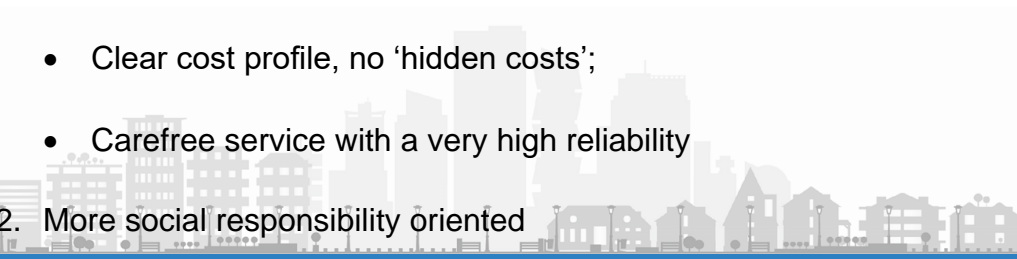 • Clear cost profile, no ‘hidden costs’;
• Carefree service with a very high reliability
2. More social responsibility oriented